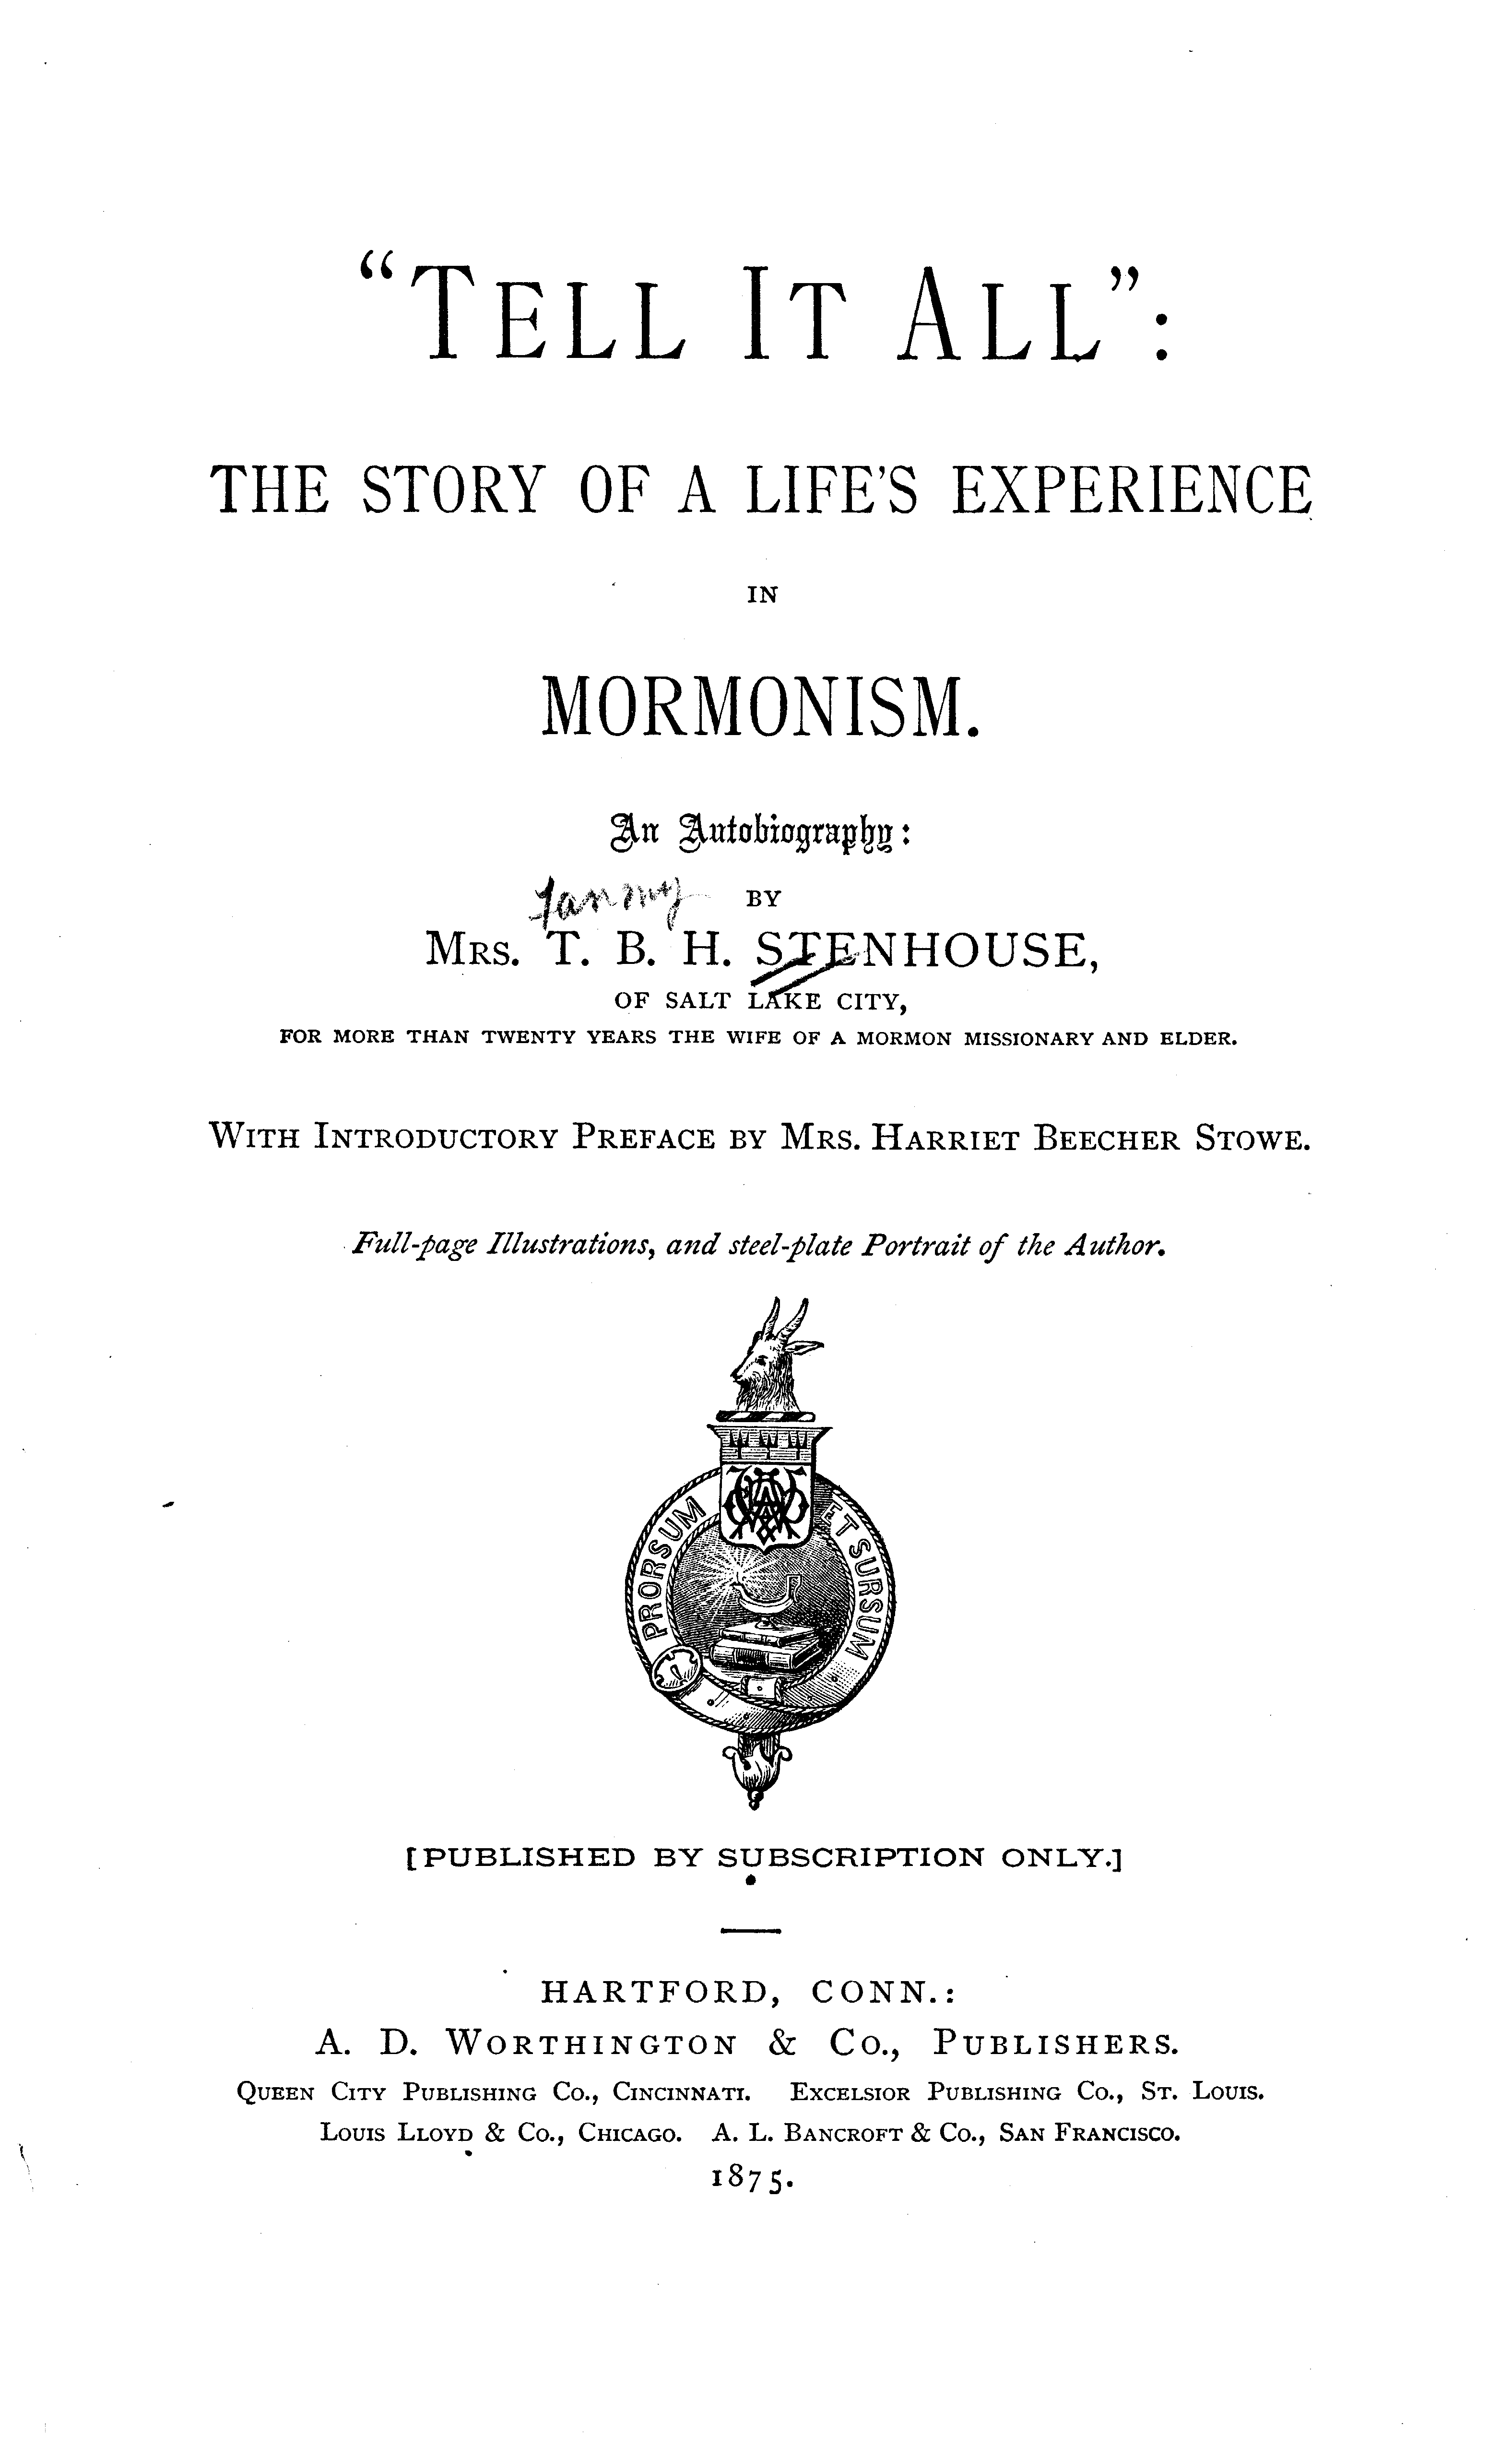 “TELL IT ALL”:
THE STORY OF A LIFE’S EXPERIENCE
IN
MORMONISM.
An Autobiography:
Fanny
BY
MRS. T. B. H. STENHOUSE,
OF SALT LAKE CITY,
FOR MORE THAN TWENTY YEARS THE WIFE OF A MORMON MISSIONARY AND ELDER.
WITH INTRODUCTORY PREFACE BY MRS. HARRIET BEECHER STOWE.
Full-page Illustrations, and steel-plate Portrait of the Author.
PRORSUM ET SURSUM
[PUBLISHED BY SUBSCRIPTION ONLY.]
HARTFORD, CONN.:
A. D. WORTHINGTON & CO., PUBLISHERS.
QUEEN CITY PUBLISHING CO., CINCINNATI. EXCELSIOR PUBLISHING CO., ST. LOUIS.
LOUIS LLOYD & CO., CHICAGO. A. L. BANCROFT & CO., SAN FRANCISCO.
1875.